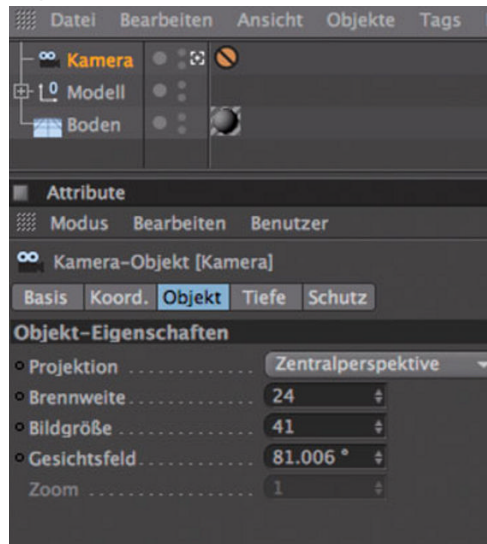 Datei Bearbeiten Ansicht Objekte Tags
Kamera
Modell
Boden
Attribute
Modus Bearbeiten Benutzer
Kamera-Objekt [Kamera]
Basis Koord. Objekt Tiefe Schutz
Objekt-Eigenschaften
Projektion . . . . . . . . . . . . Zentralperspektive
Brennweite . . . . . . . . . . . . 24
Bildgröße . . . . . . . . . . . . 41
Gesichtsfeld . . . . . . . . . . . . 81.006 °
Zoom . . . . . . . . . . . . 1